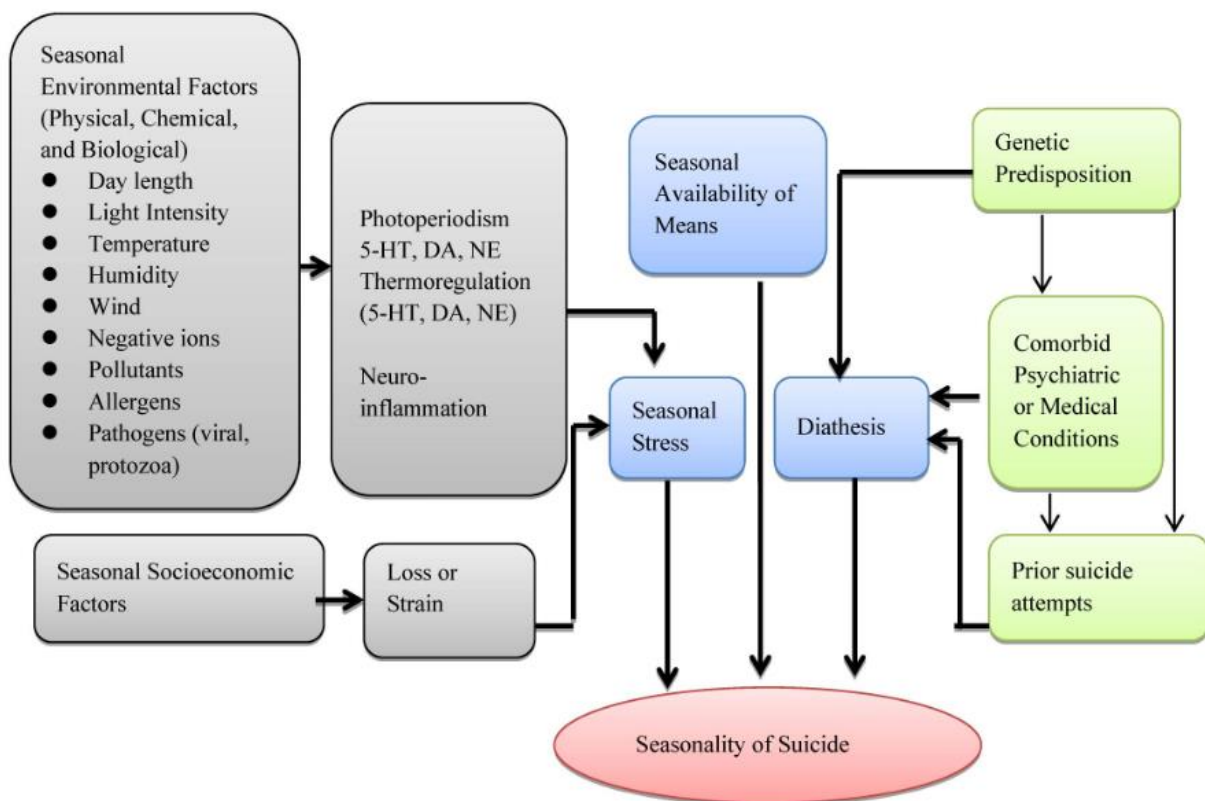 Seasonal
Environmental Factors
(Physical, Chemical,
and Biological)
● Day length
● Light Intensity
● Temperature
● Humidity
● Wind
● Negative ions
● Pollutants
● Allergens
● Pathogens (viral,
protozoa)
Photoperiodism
5-HT, DA, NE
Thermoregulation
(5-HT, DA, NE)
Neuro-
inflammation
Seasonal
Availability of
Means
Genetic
Predisposition
Comorbid
Psychiatric
or Medical
Conditions
Seasonal
Stress
Diathesis
Seasonal Socioeconomic
Factors
Loss or
Strain
Prior suicide
attempts
Seasonality of Suicide